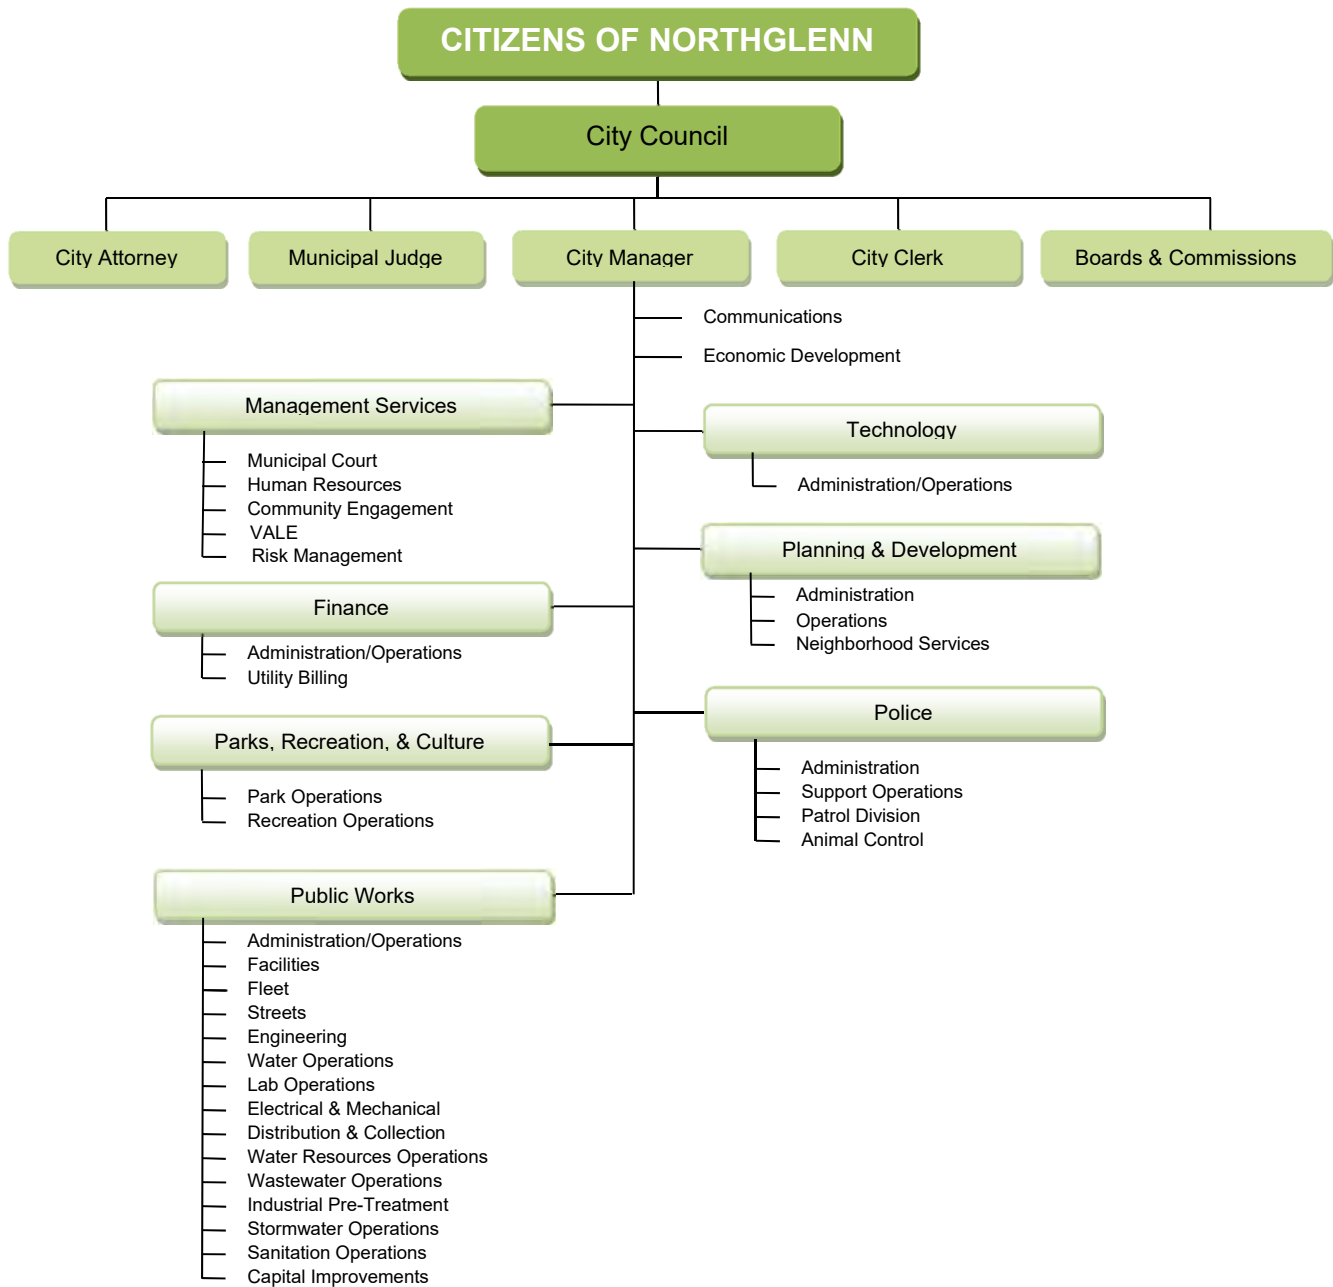 CITIZENS OF NORTHGLENN
City Council
City Attorney
Municipal Judge
City Manager
City Clerk
Boards & Commissions
Communications
Economic Development
Management Services
Municipal Court
Human Resources
Community Engagement
VALE
Risk Management
Technology
Administration/Operations
Planning & Development
Administration
Operations
Neighborhood Services
Finance
Administration/Operations
Utility Billing
Police
Administration
Support Operations
Patrol Division
Animal Control
Parks, Recreation, & Culture
Park Operations
Recreation Operations
Public Works
Administration/Operations
Facilities
Fleet
Streets
Engineering
Water Operations
Lab Operations
Electrical & Mechanical
Distribution & Collection
Water Resources Operations
Wastewater Operations
Industrial Pre-Treatment
Stormwater Operations
Sanitation Operations
Capital Improvements